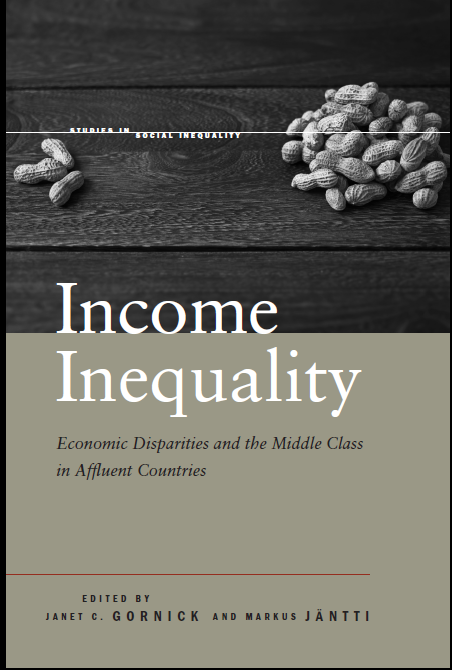 STUDIES IN SOCIAL INEQUALITY
Income
Inequality
Economic Disparities and the Middle Class
in Affluent Countries
EDITED BY
JANET C. GORNICK AND MARKUS JÄNTTI